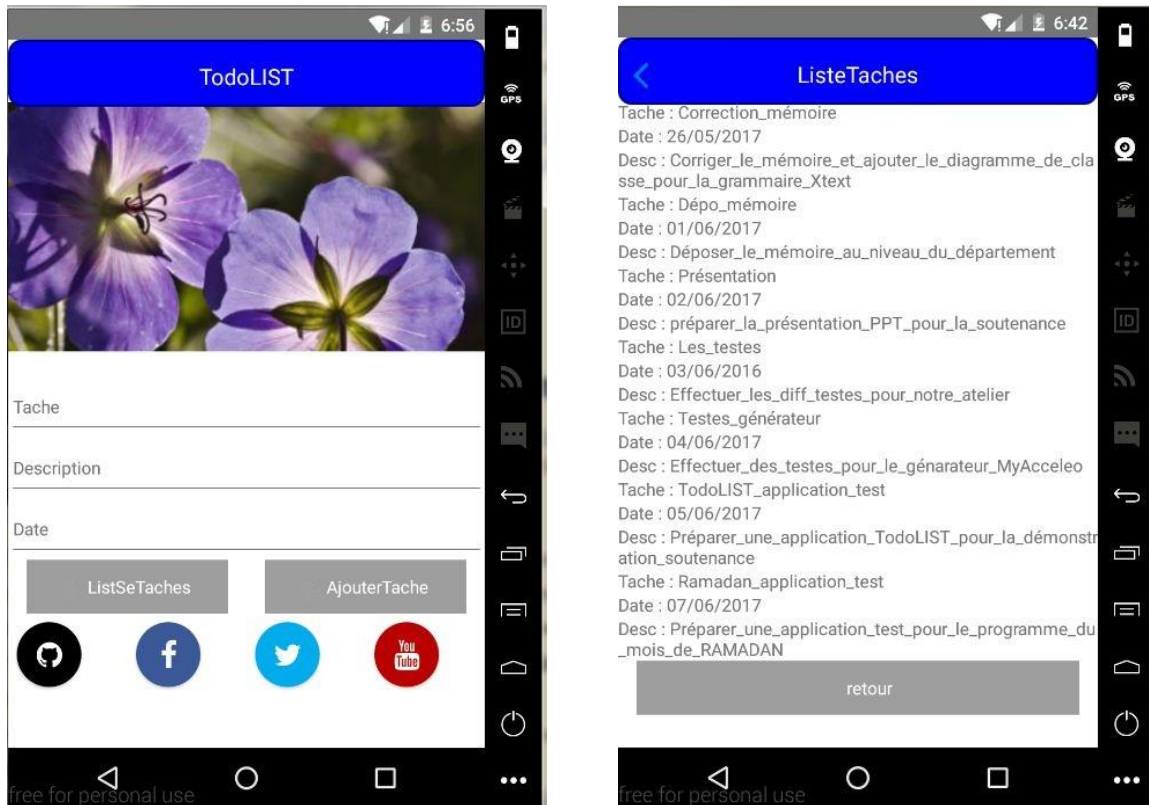 6:56
TodoLIST
Tache
Description
Date
ListSeTaches
AjouterTache
f
You
Tube
GPS
ID
free for personal use
6:42
ListeTaches
Tache : Correction_mémoire
Date : 26/05/2017
Desc : Corriger_le_mémoire_et_ajouter_le_diagramme_de_cla
sse_pour_la_grammaire_Xtext
Tache : Dépo_mémoire
Date : 01/06/2017
Desc : Déposer_le_mémoire_au_niveau_du_département
Tache : Présentation
Date : 02/06/2017
Desc : préparer_la_présentation_PPT_pour_la_soutenance
Tache : Les_testes
Date : 03/06/2016
Desc : Effectuer_les_diff_testes_pour_notre_atelier
Tache : Testes_générateur
Date : 04/06/2017
Desc : Effectuer_des_testes_pour_le_génarateur_MyAcceleo
Tache : TodoLIST_application_test
Date : 05/06/2017
Desc : Préparer_une_application_TodoLIST_pour_la_démonstr
ation_soutenance
Tache : Ramadan_application_test
Date : 07/06/2017
Desc : Préparer_une_application_test_pour_le_programme_du
_mois_de_RAMADAN
retour
GPS
ID
free for personal use